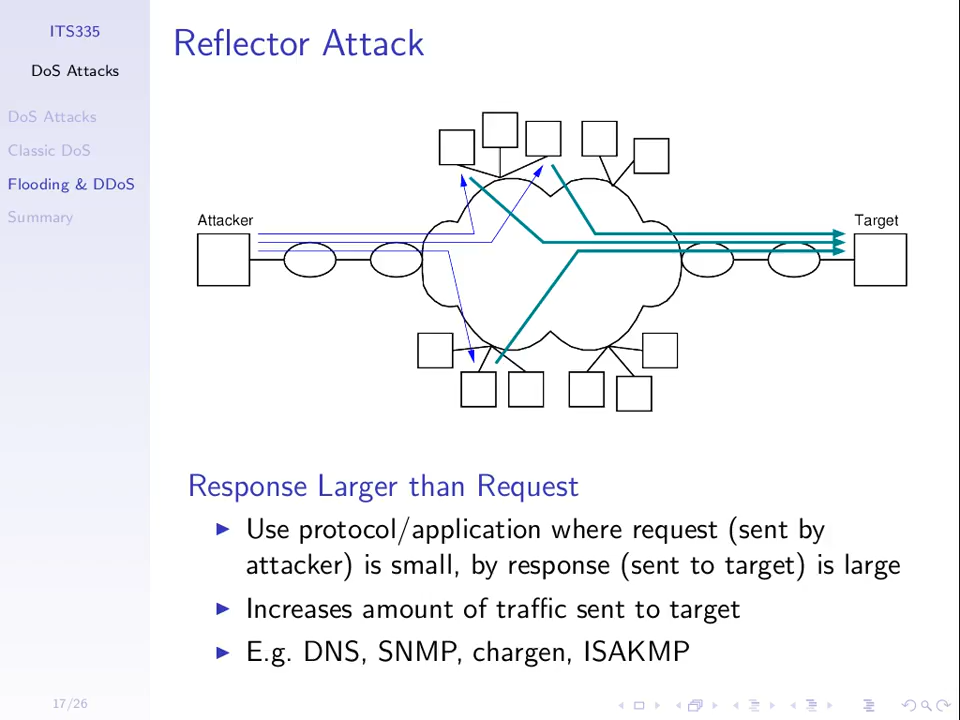 ITS335
DoS Attacks
DoS Attacks
Classic DoS
Flooding & DDoS
Summary
Reflector Attack
Attacker
Target
Response Larger than Request
Use protocol/application where request (sent by
attacker) is small, by response (sent to target) is large
Increases amount of traffic sent to target
E.g. DNS, SNMP, chargen, ISAKMP
17/26